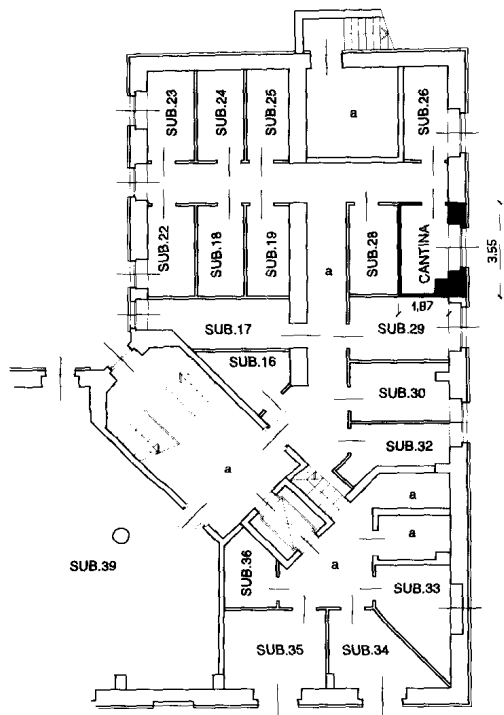 SUB.23
SUB.24
SUB.25
a
SUB.26
SUB.22
SUB.18
SUB.19
a
SUB.28
CANTINA
3.55
1,87
SUB.17
SUB.29
SUB.16
SUB.30
SUB.32
a
a
a
a
SUB.39
SUB.36
SUB.33
SUB.35
SUB.34